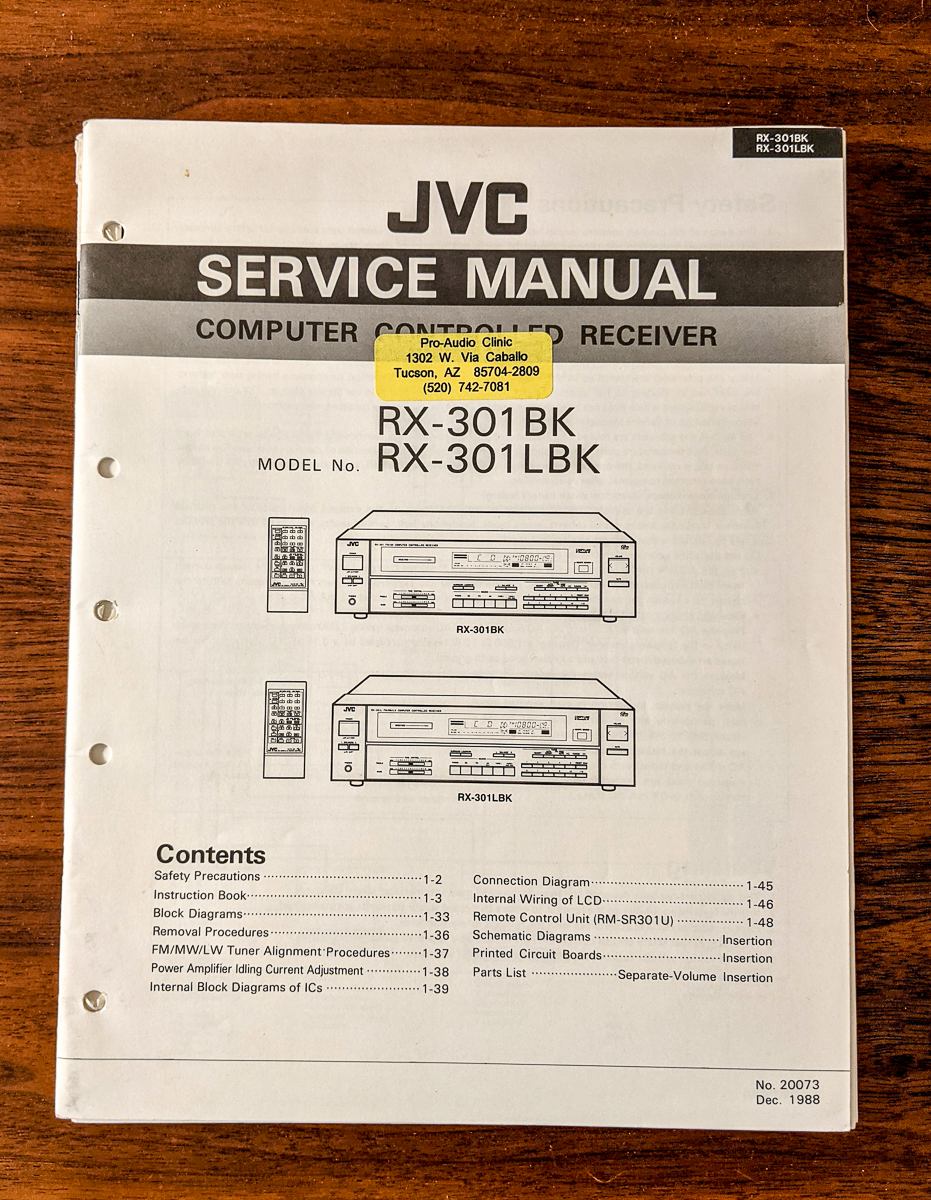 RX-301BK
RX-301LBK
JVC
SERVICE MANUAL
COMPUTER CONTROLLED RECEIVER
Pro-Audio Clinic
1302 W. Via Caballo
Tucson, AZ 85704-2809
(520) 742-7081
RX-301BK
MODEL No. RX-301LBK
JVC
JVC
RX-301BK
JVC
JVC
RX-301LBK
Contents
Safety Precautions ································ 1-2
Instruction Book································ 1-3
Block Diagrams································ 1-33
Removal Procedures ································ 1-36
FM/MW/LW Tuner Alignment Procedures········ 1-37
Power Amplifier Idling Current Adjustment ············ 1-38
Internal Block Diagrams of ICs ···················· 1-39
Connection Diagram································ 1-45
Internal Wiring of LCD································ 1-46
Remote Control Unit (RM-SR301U) ················ 1-48
Schematic Diagrams ························ Insertion
Printed Circuit Boards························ Insertion
Parts List ················Separate-Volume Insertion
No. 20073
Dec. 1988